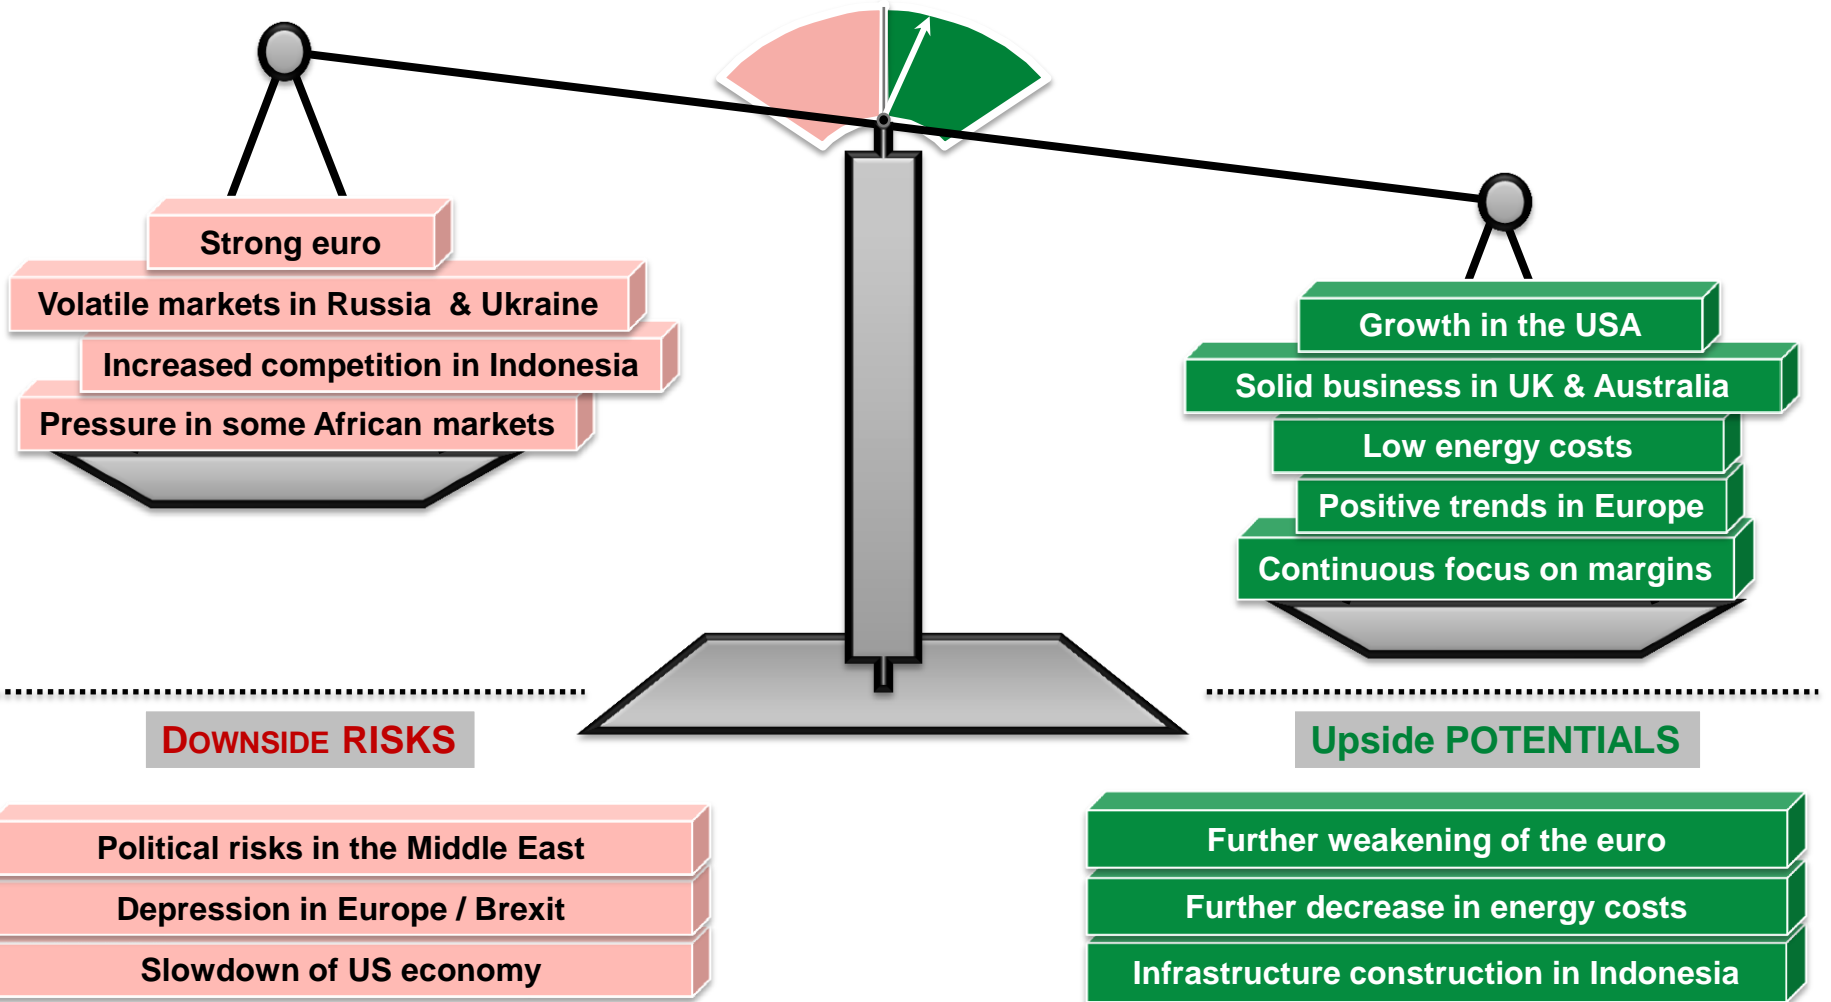 Strong euro
Volatile markets in Russia & Ukraine
Increased competition in Indonesia
Pressure in some African markets
Growth in the USA
Solid business in UK & Australia
Low energy costs
Positive trends in Europe
Continuous focus on margins
DOWNSIDE RISKS
Upside POTENTIALS
Political risks in the Middle East
Depression in Europe / Brexit
Slowdown of US economy
Further weakening of the euro
Further decrease in energy costs
Infrastructure construction in Indonesia